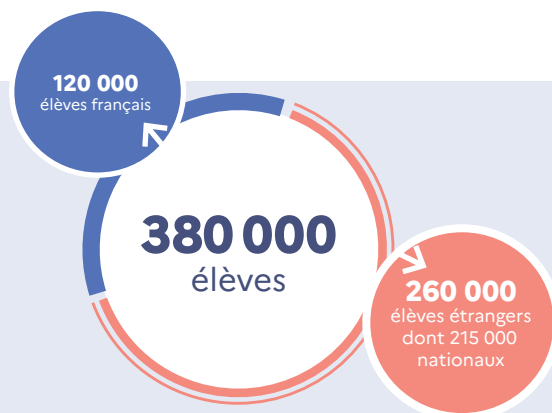 120 000
élèves français
380 000
élèves
260 000
élèves étrangers
dont 215 000
nationaux